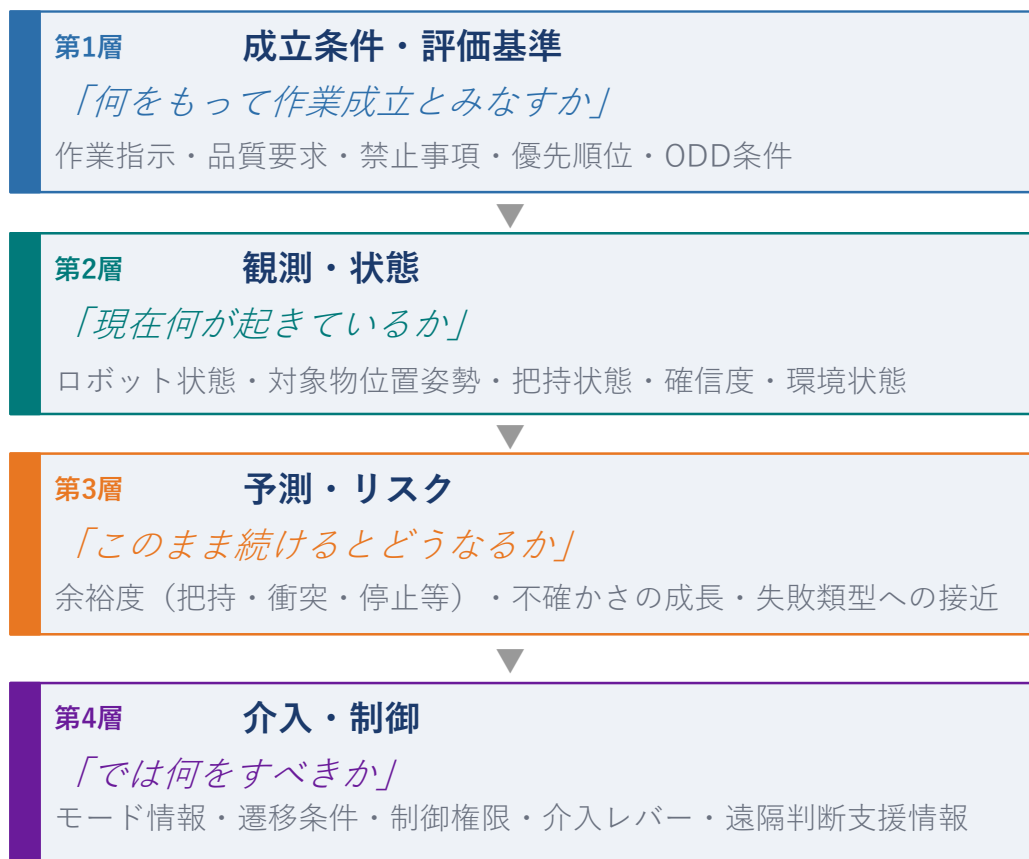 第1層 成立条件・評価基準
「何をもって作業成立とみなすか」
作業指示・品質要求・禁止事項・優先順位・ODD条件
第2層 観測・状態
「現在何が起きているか」
ロボット状態・対象物位置姿勢・把持状態・確信度・環境状態
第3層 予測・リスク
「このまま続けるとどうなるか」
余裕度（把持・衝突・停止等）・不確かさの成長・失敗類型への接近
第4層 介入・制御
「では何をすべきか」
モード情報・遷移条件・制御権限・介入レバー・遠隔判断支援情報